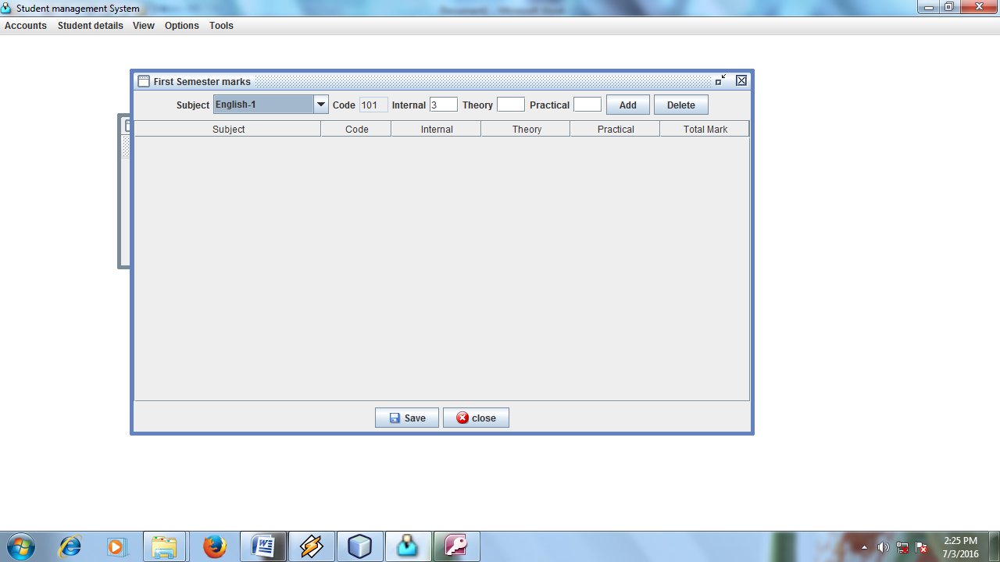 Student management System
Accounts Student details View Options Tools
First Semester marks
Subject English-1 Code 101 Internal 3 Theory Practical Add Delete
Subject Code Internal Theory Practical Total Mark
Save close
2:25 PM
7/3/2016